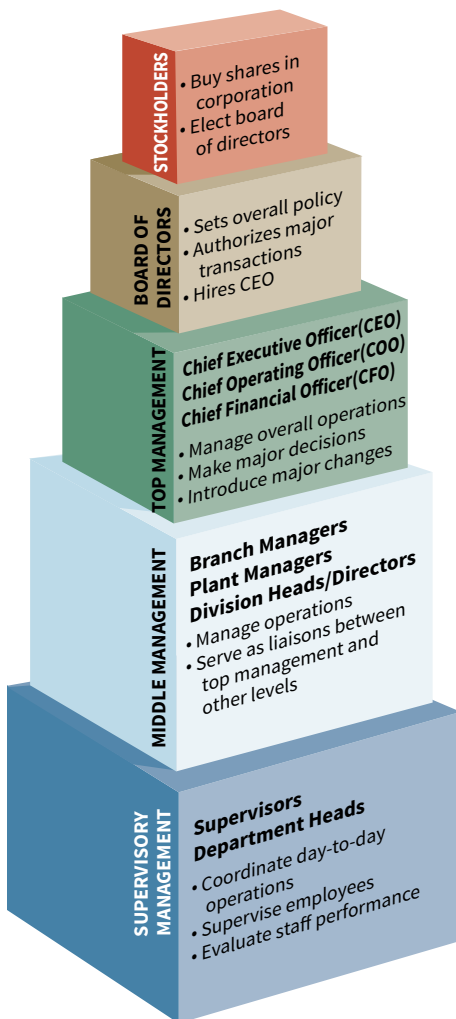 STOCKHOLDERS
• Buy shares in
corporation
• Elect board
of directors
BOARD OF
DIRECTORS
• Sets overall policy
• Authorizes major
transactions
• Hires CEO
TOP MANAGEMENT
Chief Executive Officer(CEO)
Chief Operating Officer(COO)
Chief Financial Officer(CFO)
• Manage overall operations
• Make major decisions
• Introduce major changes
MIDDLE MANAGEMENT
Branch Managers
Plant Managers
Division Heads/Directors
• Manage operations
• Serve as liaisons between
top management and
other levels
SUPERVISORY
MANAGEMENT
Supervisors
Department Heads
• Coordinate day-to-day
operations
• Supervise employees
• Evaluate staff performance